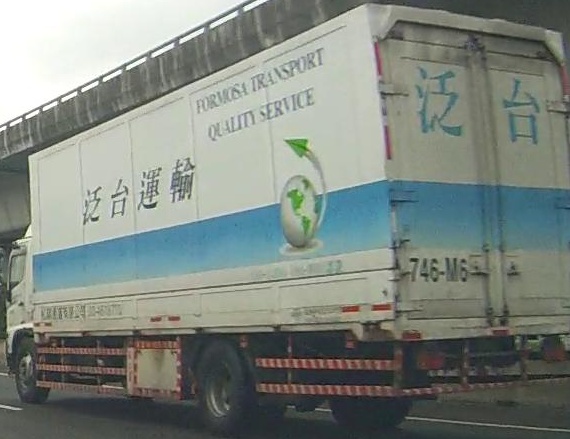 FORMOSA TRANSPORT
QUALITY SERVICE
泛台運輸
泛台
746-M6